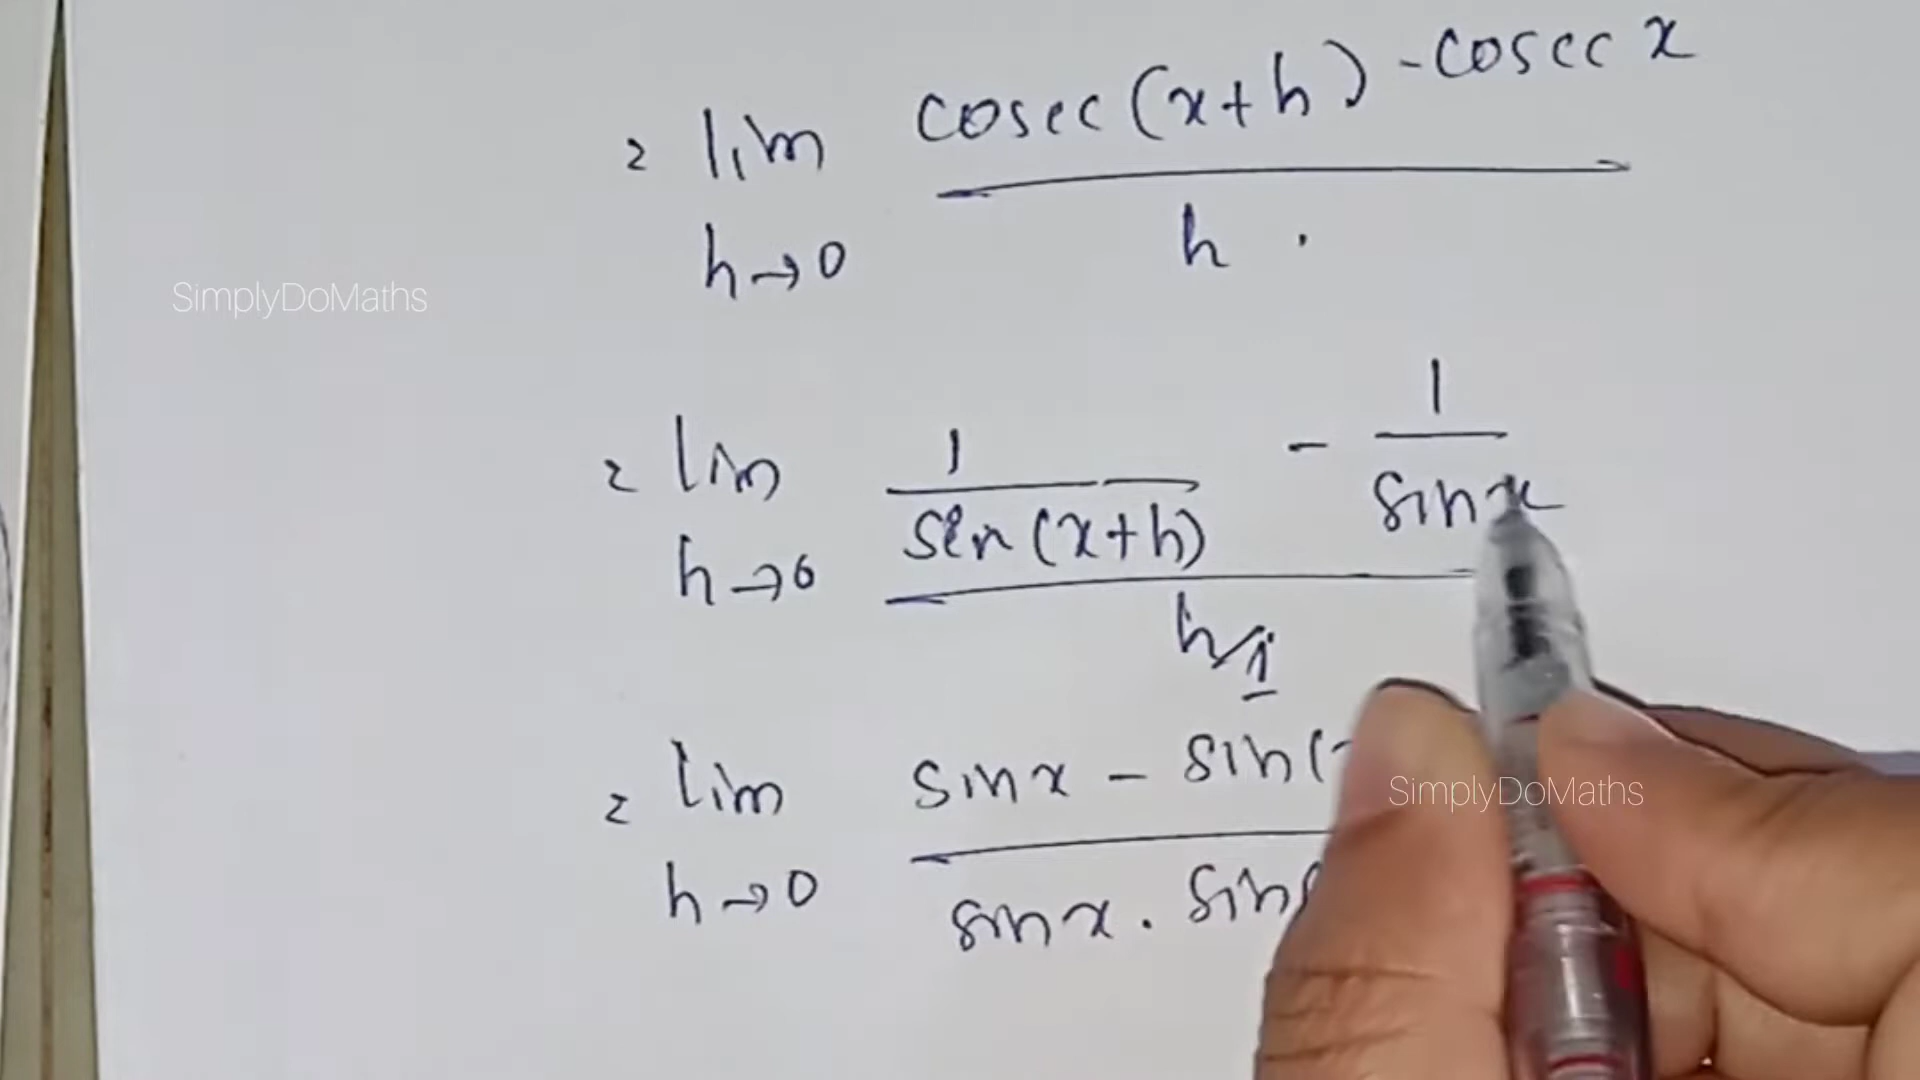 = lim cosec(x+h) - cosec x
h→0 h .
SimplyDoMaths
= lim 1/sin(x+h) - 1/sinx
h→0 h/1
= lim sinx - sin(
SimplyDoMaths
h→0 sinx . sin(